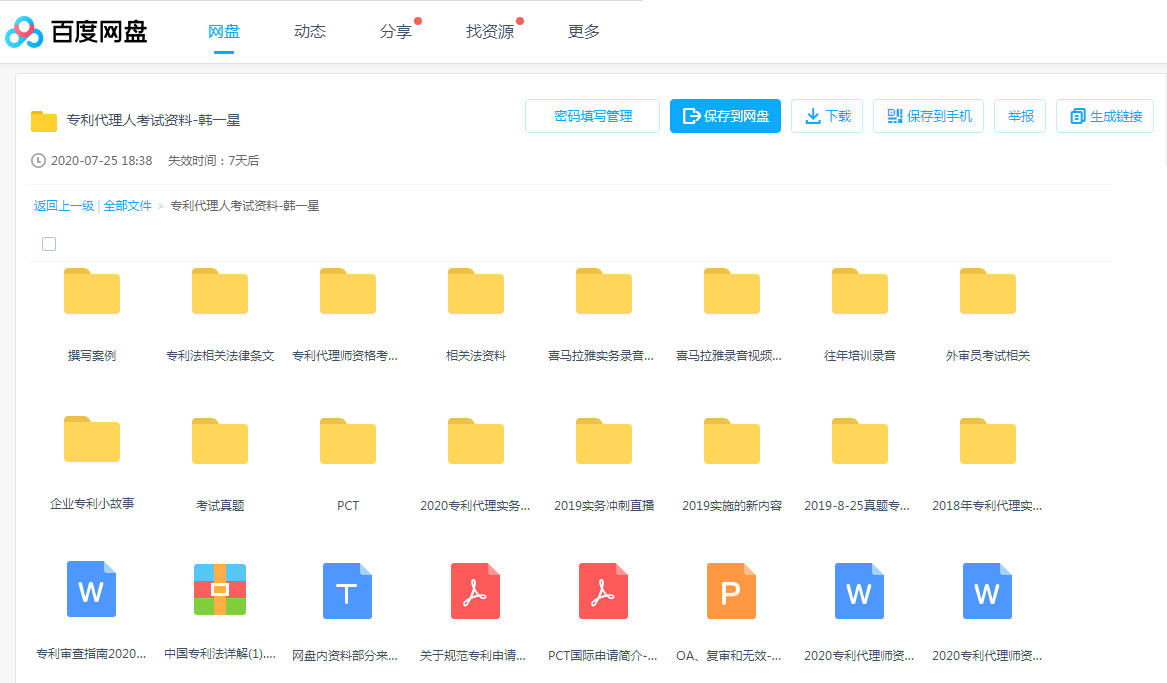 百度网盘 网盘 动态 分享 找资源 更多
专利代理人考试资料-韩一星 密码填写管理 保存到网盘 下载 保存到手机 举报 生成链接
2020-07-25 18:38 失效时间：7天后
返回上一级 | 全部文件 > 专利代理人考试资料-韩一星
撰写案例 专利法相关法律条文 专利代理师资格考... 相关法资料 喜马拉雅实务录音... 喜马拉雅录音视频... 往年培训录音 外审员考试相关
企业专利小故事 考试真题 PCT 2020专利代理实务... 2019实务冲刺直播 2019实施的新内容 2019-8-25真题专... 2018年专利代理实...
W T P W W
专利审查指南2020... 中国专利法详解(1).... 网盘内资料部分来... 关于规范专利申请... PCT国际申请简介-... OA、复审和无效-... 2020专利代理师资... 2020专利代理师资...